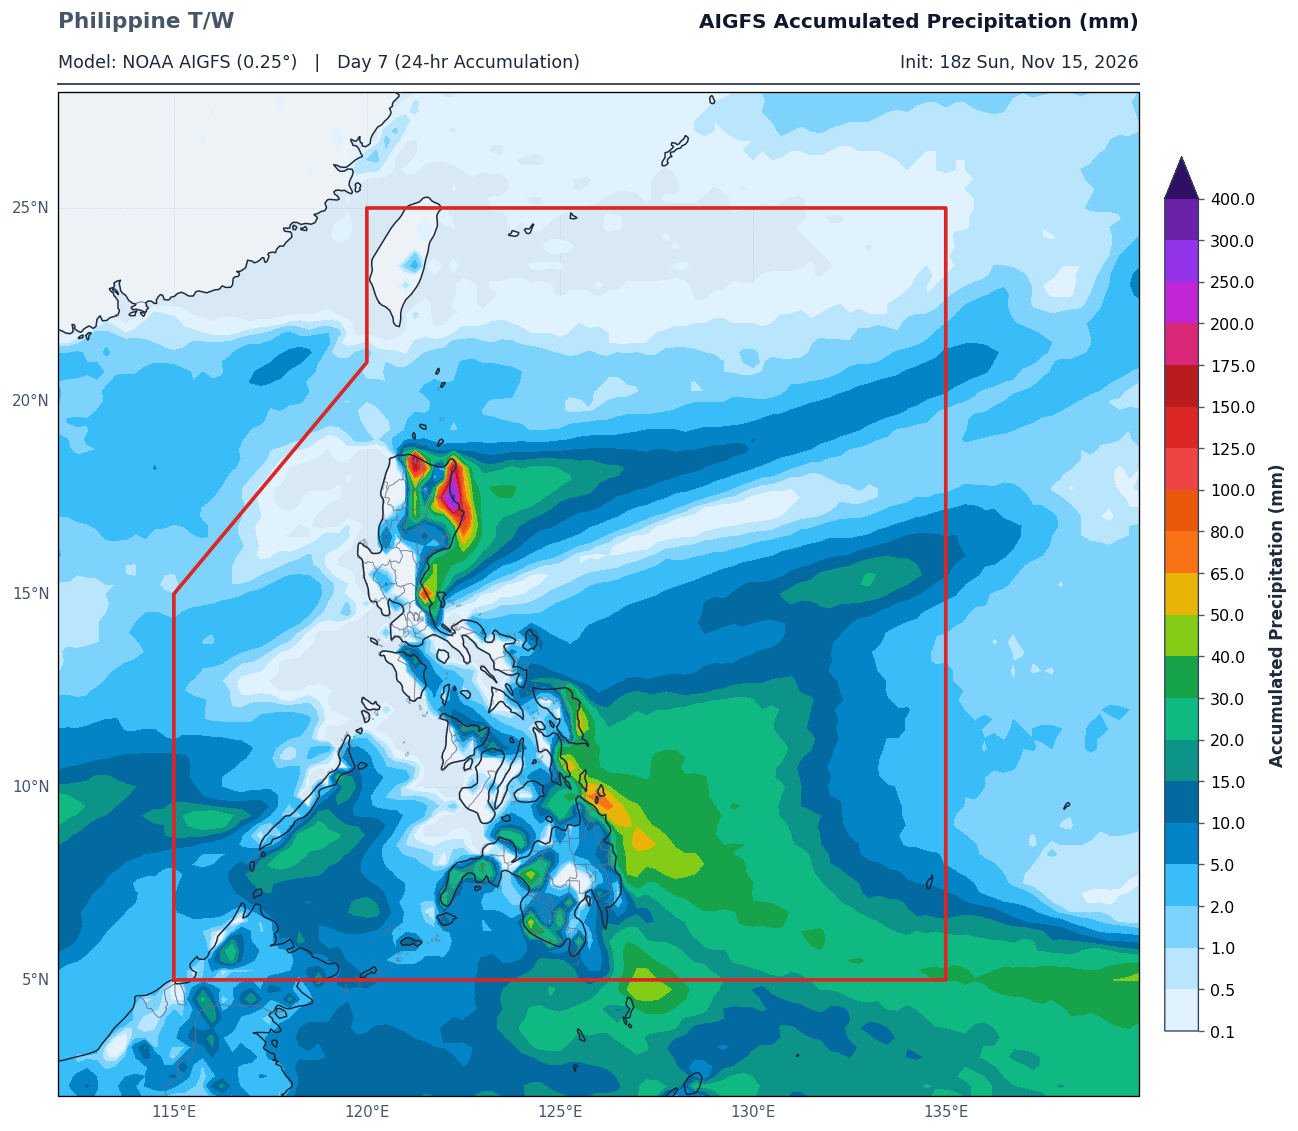 Philippine T/W
AIGFS Accumulated Precipitation (mm)
Model: NOAA AIGFS (0.25°) | Day 7 (24-hr Accumulation)
Init: 18z Sun, Nov 15, 2026
25°N
20°N
15°N
10°N
5°N
115°E
120°E
125°E
130°E
135°E
400.0
300.0
250.0
200.0
175.0
150.0
125.0
100.0
80.0
65.0
50.0
40.0
30.0
20.0
15.0
10.0
5.0
2.0
1.0
0.5
0.1
Accumulated Precipitation (mm)